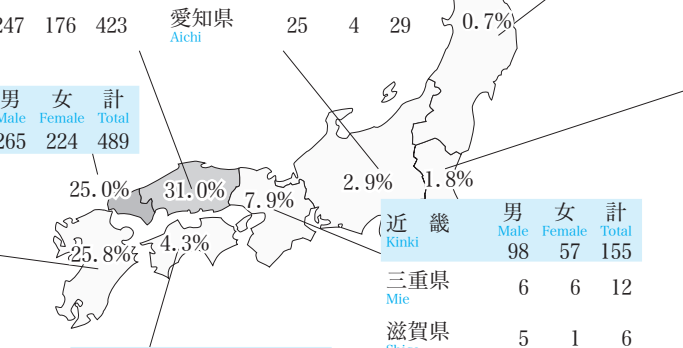 247 176 423
愛知県 25 4 29
Aichi
0.7%
男 女 計
Male Female Total
265 224 489
25.0%
31.0%
7.9%
2.9%
1.8%
25.8%
4.3%
近 畿 男 女 計
Kinki Male Female Total
98 57 155
三重県 6 6 12
Mie
滋賀県 5 1 6